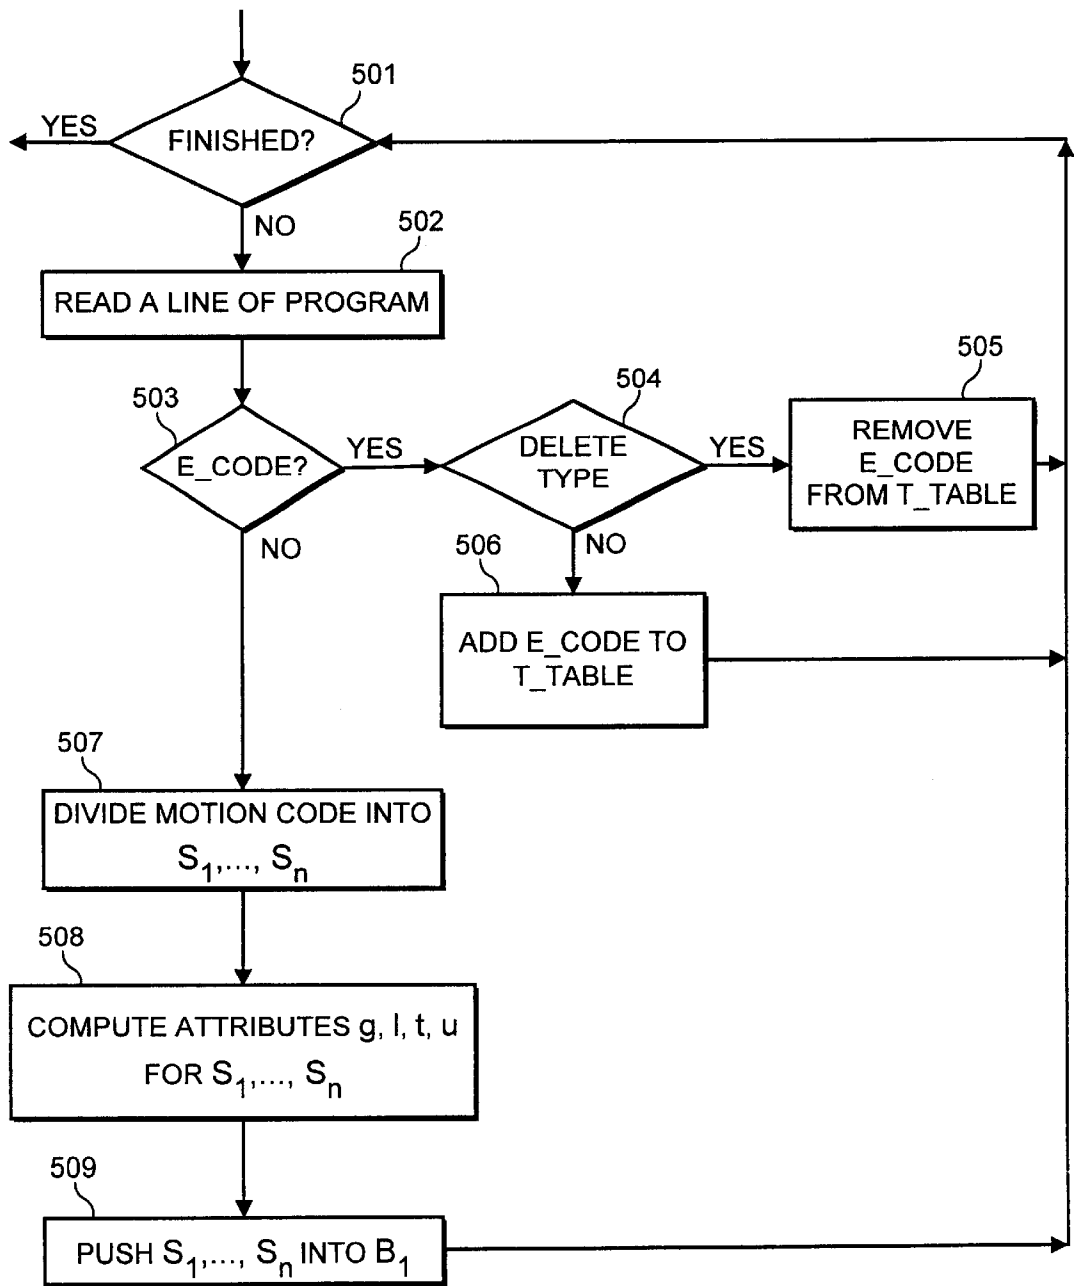 501
YES
FINISHED?
NO
502
READ A LINE OF PROGRAM
503
E_CODE?
YES
NO
504
DELETE
TYPE
YES
NO
505
REMOVE
E_CODE
FROM T_TABLE
506
ADD E_CODE TO
T_TABLE
507
DIVIDE MOTION CODE INTO
S₁,..., Sₙ
508
COMPUTE ATTRIBUTES g, l, t, u
FOR S₁,..., Sₙ
509
PUSH S₁,..., Sₙ INTO B₁